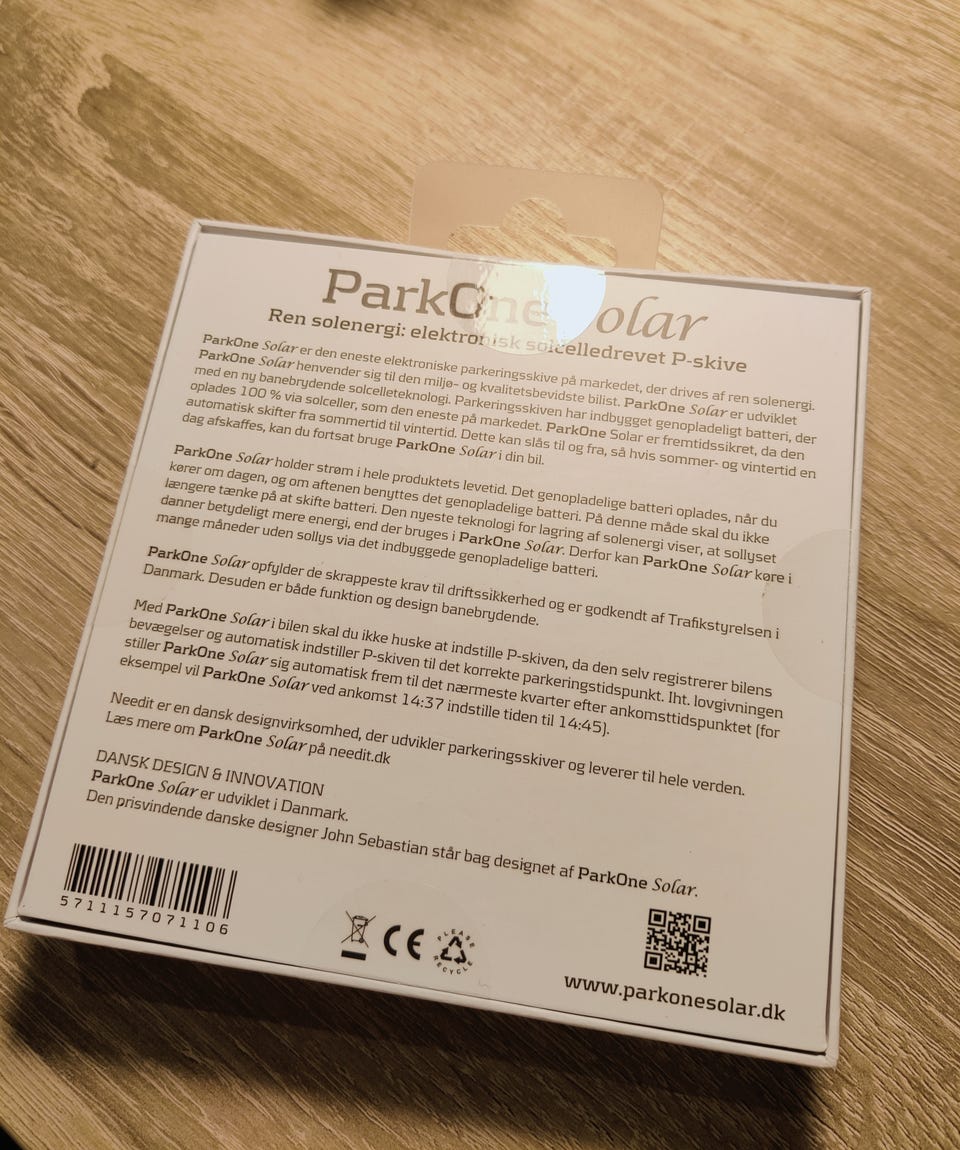 ParkOne Solar
Ren solenergi: elektronisk solcelledrevet P-skive
ParkOne Solar er den eneste elektroniske parkeringsskive på markedet, der drives af ren solenergi.
ParkOne Solar henvender sig til den miljø- og kvalitetsbevidste bilist. ParkOne Solar er udviklet
med en ny banebrydende solcelleteknologi. Parkeringsskiven har indbygget genopladeligt batteri, der
oplades 100 % via solceller, som den eneste på markedet. ParkOne Solar er fremtidssikret, da den
automatisk skifter fra sommertid til vintertid. Dette kan slås til og fra, så hvis sommer- og vintertid en
dag afskaffes, kan du fortsat bruge ParkOne Solar i din bil.
ParkOne Solar holder strøm i hele produktets levetid. Det genopladelige batteri oplades, når du
kører om dagen, og om aftenen benyttes det genopladelige batteri. På denne måde skal du ikke
længere tænke på at skifte batteri. Den nyeste teknologi for lagring af solenergi viser, at sollyset
danner betydeligt mere energi, end der bruges i ParkOne Solar. Derfor kan ParkOne Solar køre i
mange måneder uden sollys via det indbyggede genopladelige batteri.
ParkOne Solar opfylder de skrappeste krav til driftssikkerhed og er godkendt af Trafikstyrelsen i
Danmark. Desuden er både funktion og design banebrydende.
Med ParkOne Solar i bilen skal du ikke huske at indstille P-skiven, da den selv registrerer bilens
bevægelser og automatisk indstiller P-skiven til det korrekte parkeringstidspunkt. Iht. lovgivningen
stiller ParkOne Solar sig automatisk frem til det nærmeste kvarter efter ankomsttidspunktet (for
eksempel vil ParkOne Solar ved ankomst 14:37 indstille tiden til 14:45).
Needit er en dansk designvirksomhed, der udvikler parkeringsskiver og leverer til hele verden.
Læs mere om ParkOne Solar på needit.dk
DANSK DESIGN & INNOVATION
ParkOne Solar er udviklet i Danmark.
Den prisvindende danske designer John Sebastian står bag designet af ParkOne Solar.
5711157071106
CE
PLEASE RECYCLE
www.parkonesolar.dk